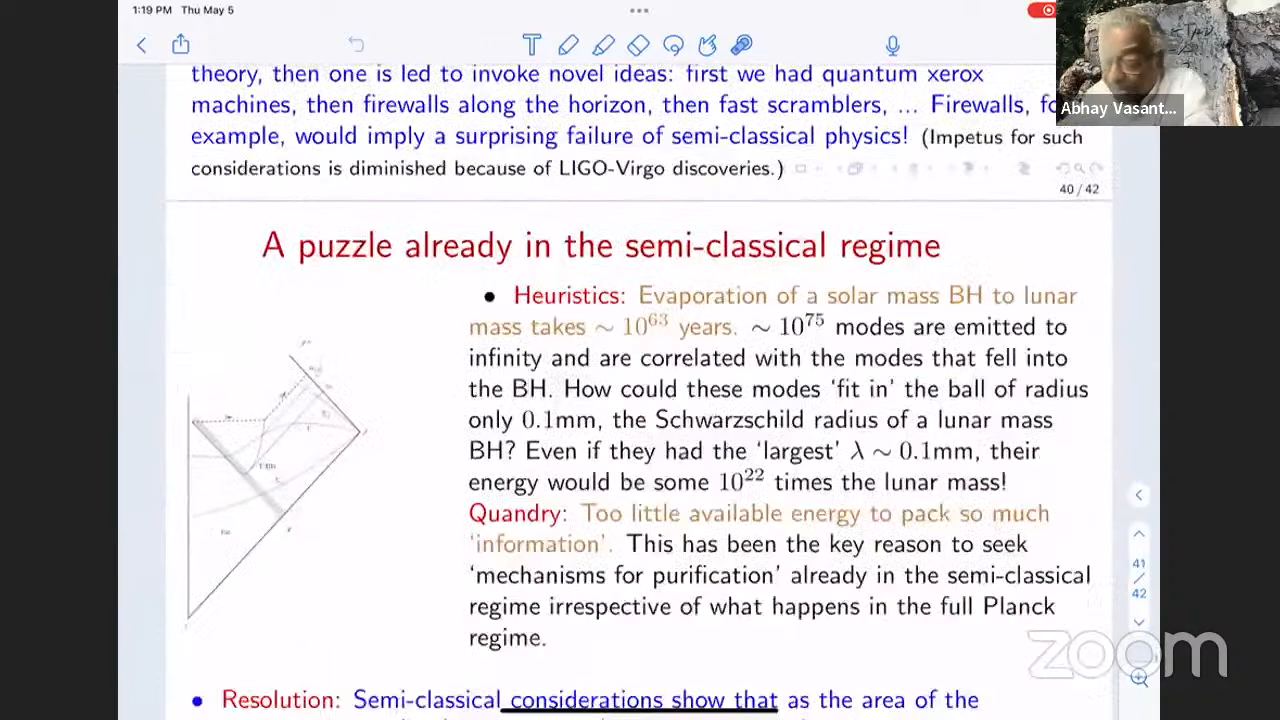 1:19 PM Thu May 5
theory, then one is led to invoke novel ideas: first we had quantum xerox
machines, then firewalls along the horizon, then fast scramblers, ... Firewalls, fo
example, would imply a surprising failure of semi-classical physics! (Impetus for such
considerations is diminished because of LIGO-Virgo discoveries.)
40 / 42
Abhay Vasant...
A puzzle already in the semi-classical regime
• Heuristics: Evaporation of a solar mass BH to lunar
mass takes ∼ 10^63 years. ∼ 10^75 modes are emitted to
infinity and are correlated with the modes that fell into
the BH. How could these modes 'fit in' the ball of radius
only 0.1mm, the Schwarzschild radius of a lunar mass
BH? Even if they had the 'largest' λ ∼ 0.1mm, their
energy would be some 10^22 times the lunar mass!
Quandry: Too little available energy to pack so much
'information'. This has been the key reason to seek
'mechanisms for purification' already in the semi-classical
regime irrespective of what happens in the full Planck
regime.
• Resolution: Semi-classical considerations show that as the area of the
41
/
42
zoom